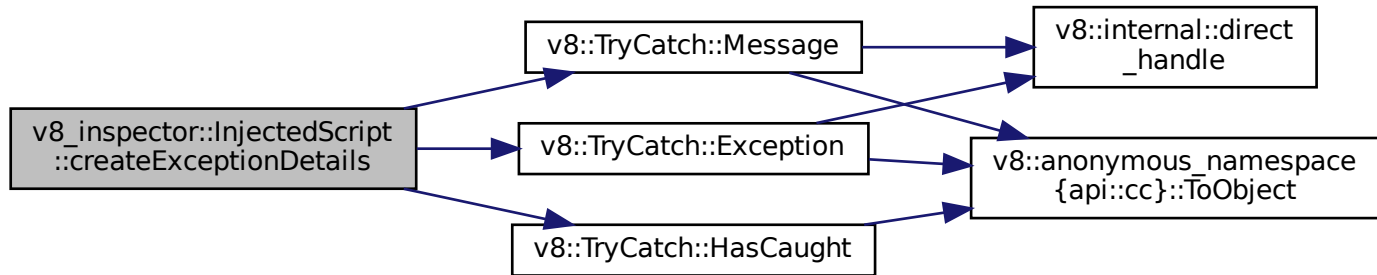 v8_inspector::InjectedScript
::createExceptionDetails
v8::TryCatch::Message
v8::TryCatch::Exception
v8::TryCatch::HasCaught
v8::internal::direct
_handle
v8::anonymous_namespace
{api::cc}::ToObject